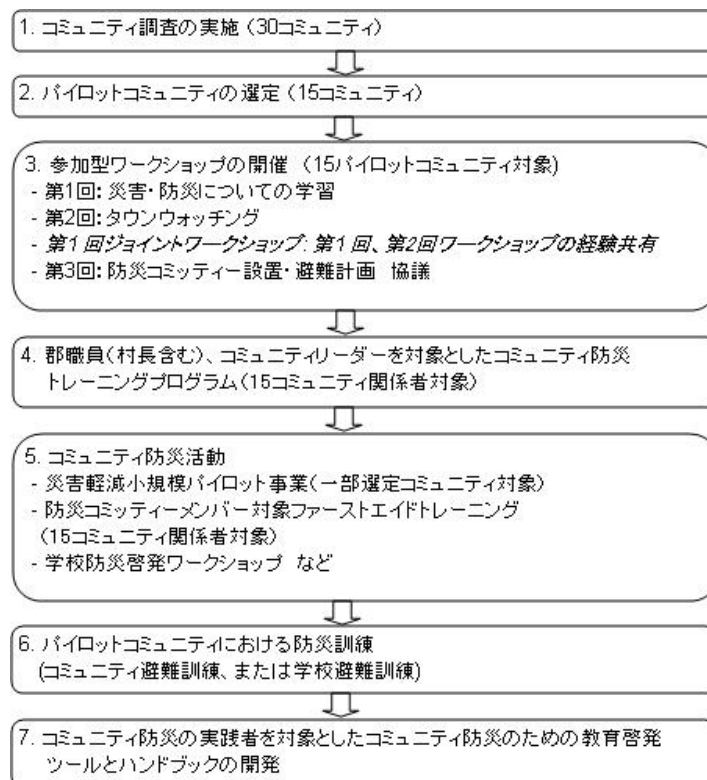 1. コミュニティ調査の実施（30コミュニティ）
2. パイロットコミュニティの選定（15コミュニティ）
3. 参加型ワークショップの開催 （15パイロットコミュニティ対象)
- 第1回: 災害･防災についての学習
- 第2回: タウンウォッチング
- 第1回ジョイントワークショップ: 第1回、第2回ワークショップの経験共有
- 第3回: 防災コミッティー設置･避難計画 協議
4. 郡職員(村長含む)、コミュニティリーダーを対象としたコミュニティ防災
トレーニングプログラム(15コミュニティ関係者対象)
5. コミュニティ防災活動
- 災害軽減小規模パイロット事業(一部選定コミュニティ対象)
- 防災コミッティーメンバー対象ファーストエイドトレーニング
(15コミュニティ関係者対象)
- 学校防災啓発ワークショップ など
6. パイロットコミュニティにおける防災訓練
(コミュニティ避難訓練、または学校避難訓練)
7. コミュニティ防災の実践者を対象としたコミュニティ防災のための教育啓発
ツールとハンドブックの開発